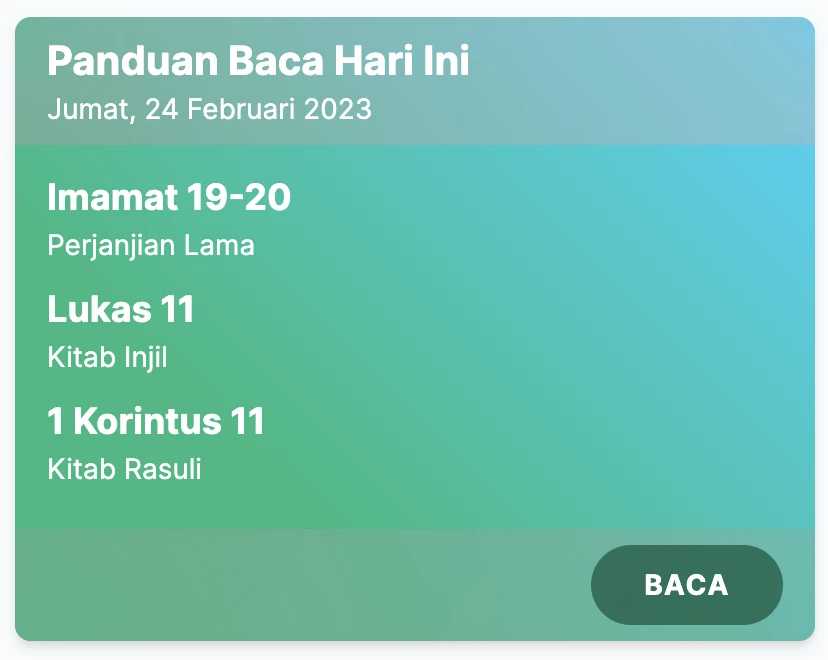 Panduan Baca Hari Ini
Jumat, 24 Februari 2023
Imamat 19-20
Perjanjian Lama
Lukas 11
Kitab Injil
1 Korintus 11
Kitab Rasuli
BACA